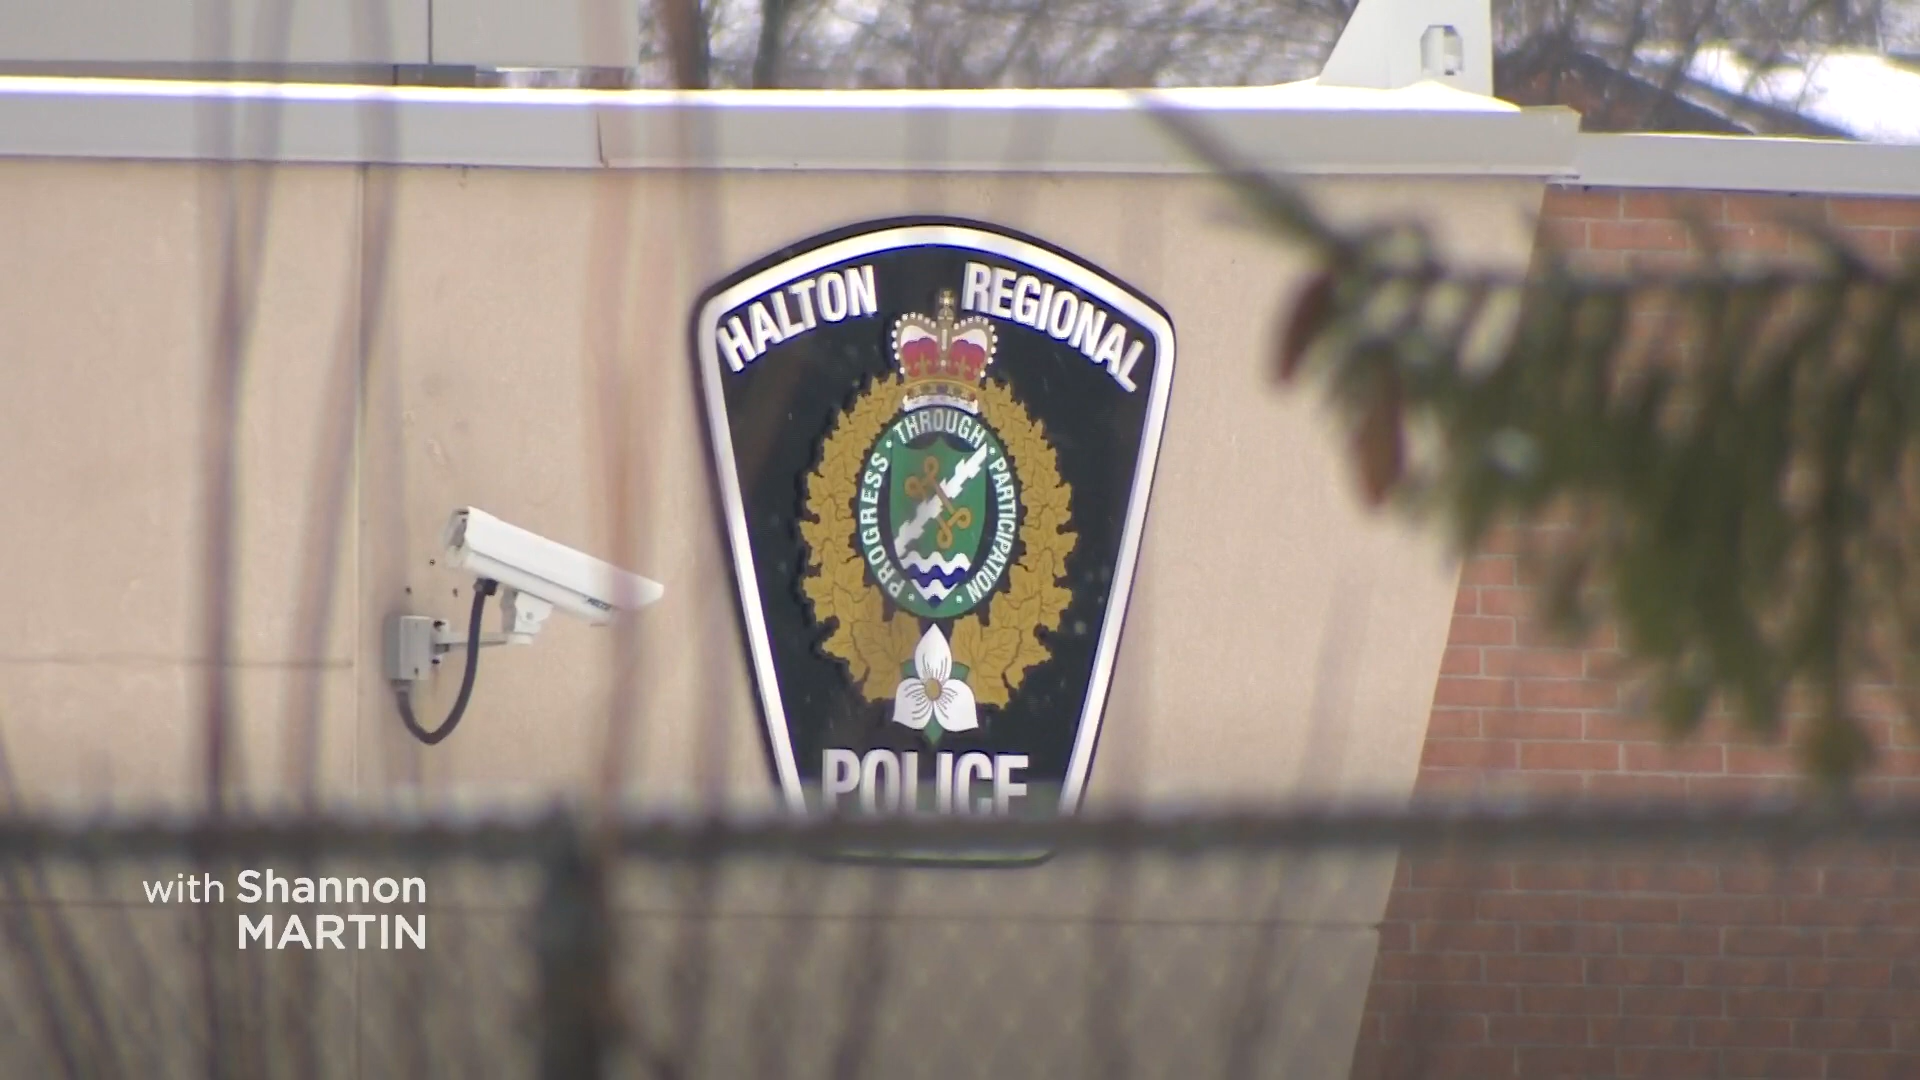 HALTON REGIONAL
PROGRESS · THROUGH · PARTICIPATION
POLICE
with Shannon
MARTIN